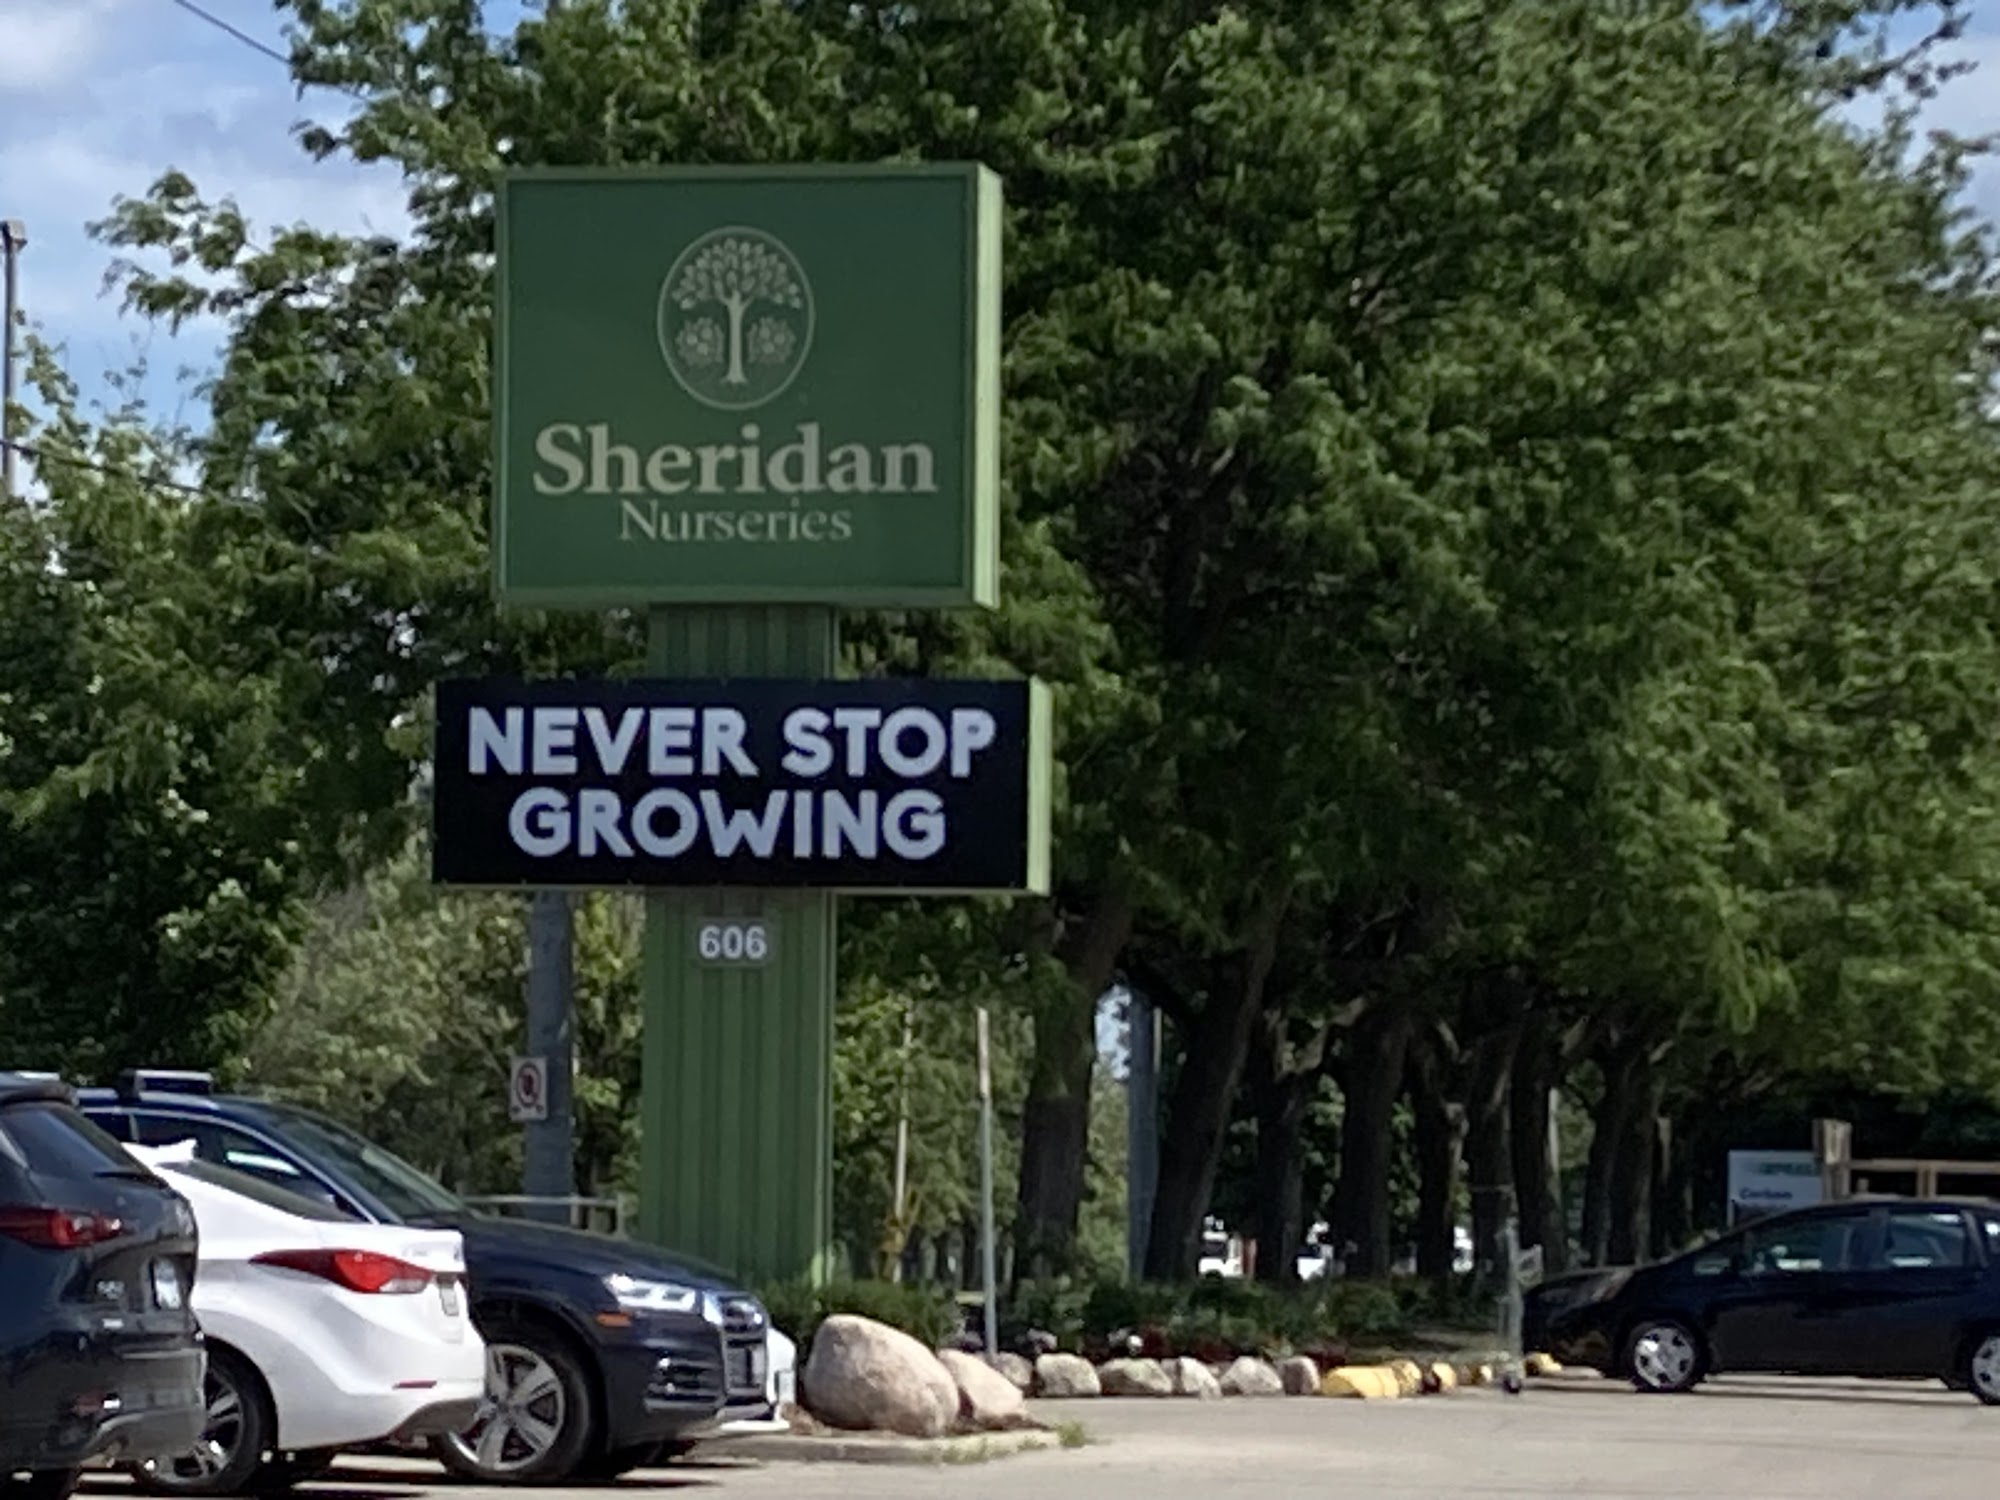 Sheridan
Nurseries
NEVER STOP
GROWING
606